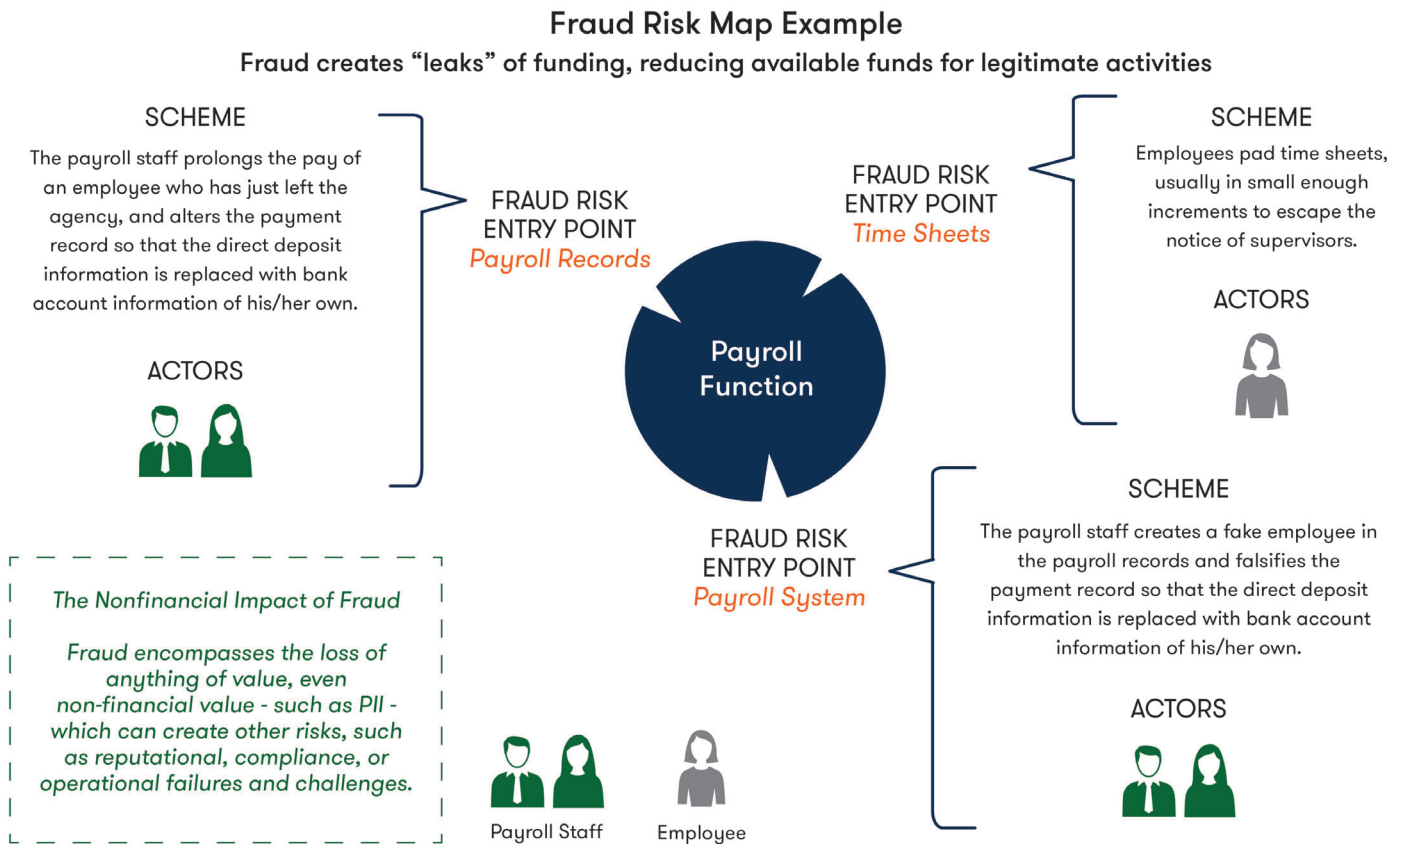 Fraud Risk Map Example
Fraud creates “leaks” of funding, reducing available funds for legitimate activities
SCHEME
The payroll staff prolongs the pay of
an employee who has just left the
agency, and alters the payment
record so that the direct deposit
information is replaced with bank
account information of his/her own.
ACTORS
FRAUD RISK
ENTRY POINT
Payroll Records
FRAUD RISK
ENTRY POINT
Time Sheets
SCHEME
Employees pad time sheets,
usually in small enough
increments to escape the
notice of supervisors.
ACTORS
Payroll
Function
FRAUD RISK
ENTRY POINT
Payroll System
SCHEME
The payroll staff creates a fake employee in
the payroll records and falsifies the
payment record so that the direct deposit
information is replaced with bank account
information of his/her own.
ACTORS
The Nonfinancial Impact of Fraud
Fraud encompasses the loss of
anything of value, even
non-financial value - such as PII -
which can create other risks, such
as reputational, compliance, or
operational failures and challenges.
Payroll Staff
Employee